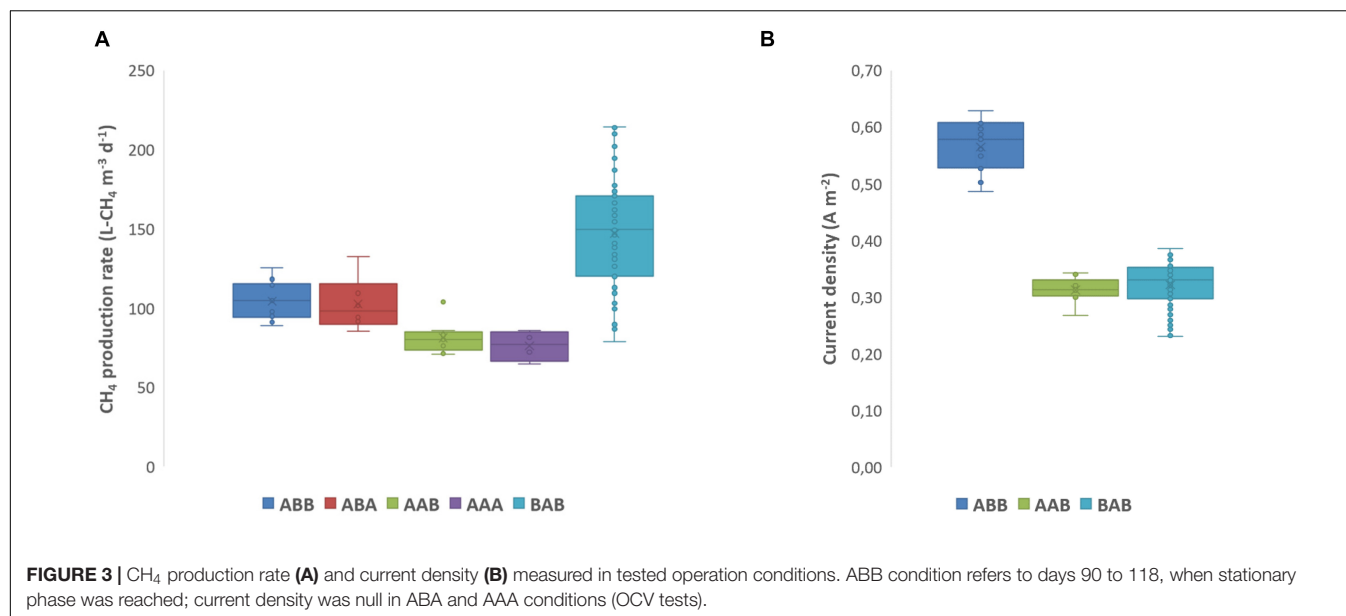 A
B
CH₄ production rate (L-CH₄ m⁻³ d⁻¹)
250
200
150
100
50
0
ABB ABA AAB AAA BAB
Current density (A m⁻²)
0,70
0,60
0,50
0,40
0,30
0,20
0,10
0,00
ABB AAB BAB
FIGURE 3 | CH₄ production rate (A) and current density (B) measured in tested operation conditions. ABB condition refers to days 90 to 118, when stationary
phase was reached; current density was null in ABA and AAA conditions (OCV tests).